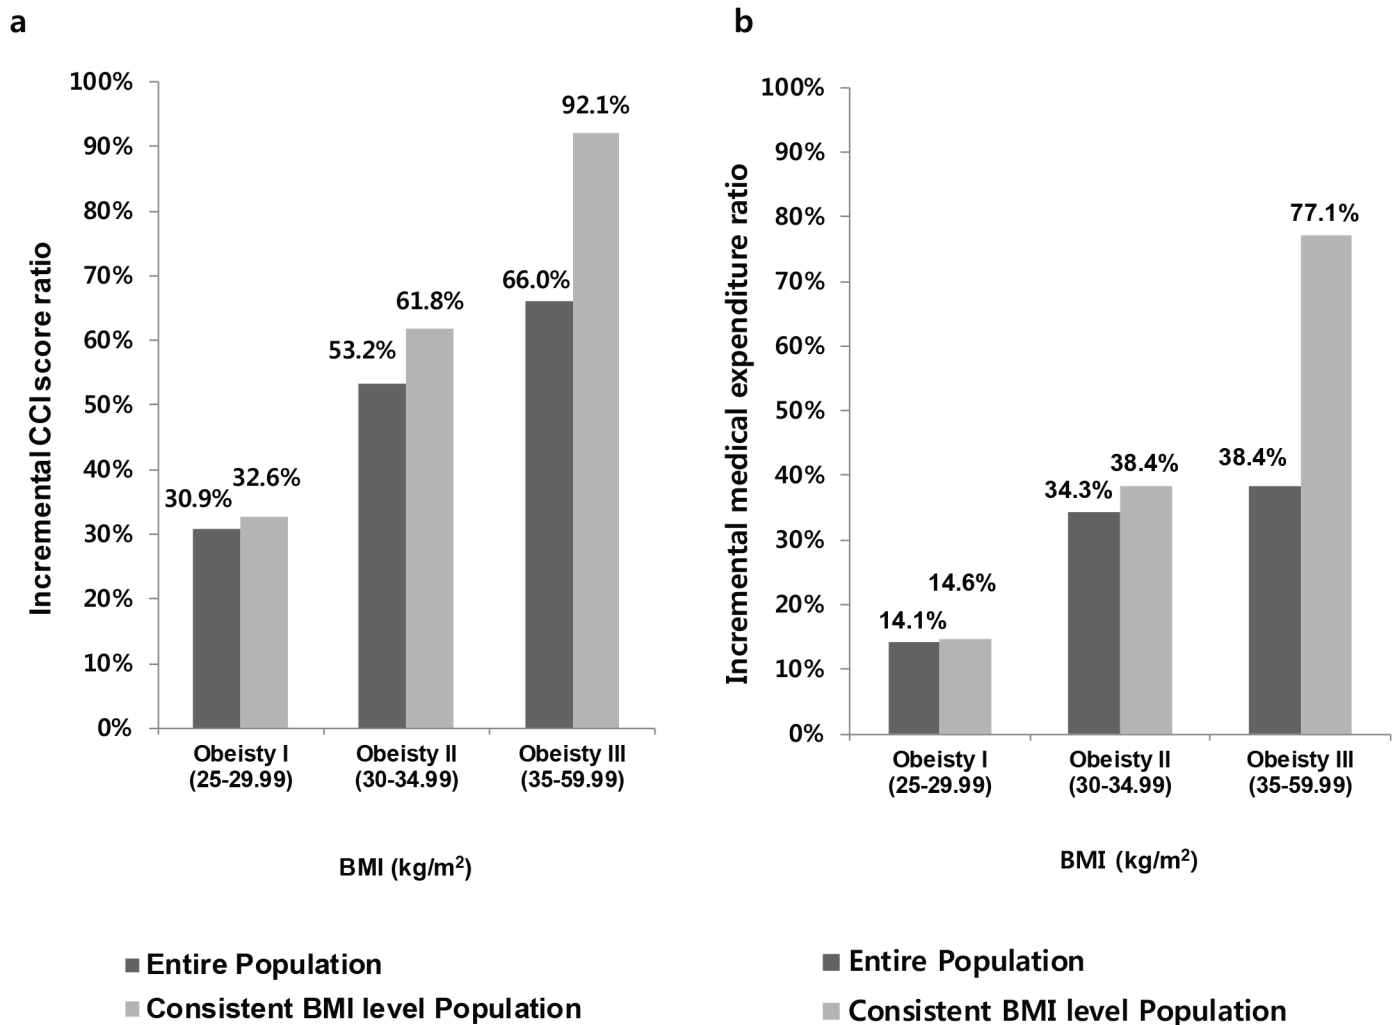 a
Incremental CCI score ratio
100%
90%
80%
70%
60%
50%
40%
30%
20%
10%
0%
30.9%
32.6%
53.2%
61.8%
66.0%
92.1%
Obeisty I
(25-29.99)
Obeisty II
(30-34.99)
Obeisty III
(35-59.99)
BMI (kg/m²)
Entire Population
Consistent BMI level Population
b
Incremental medical expenditure ratio
100%
90%
80%
70%
60%
50%
40%
30%
20%
10%
0%
14.1%
14.6%
34.3%
38.4%
38.4%
77.1%
Obeisty I
(25-29.99)
Obeisty II
(30-34.99)
Obeisty III
(35-59.99)
BMI (kg/m²)
Entire Population
Consistent BMI level Population